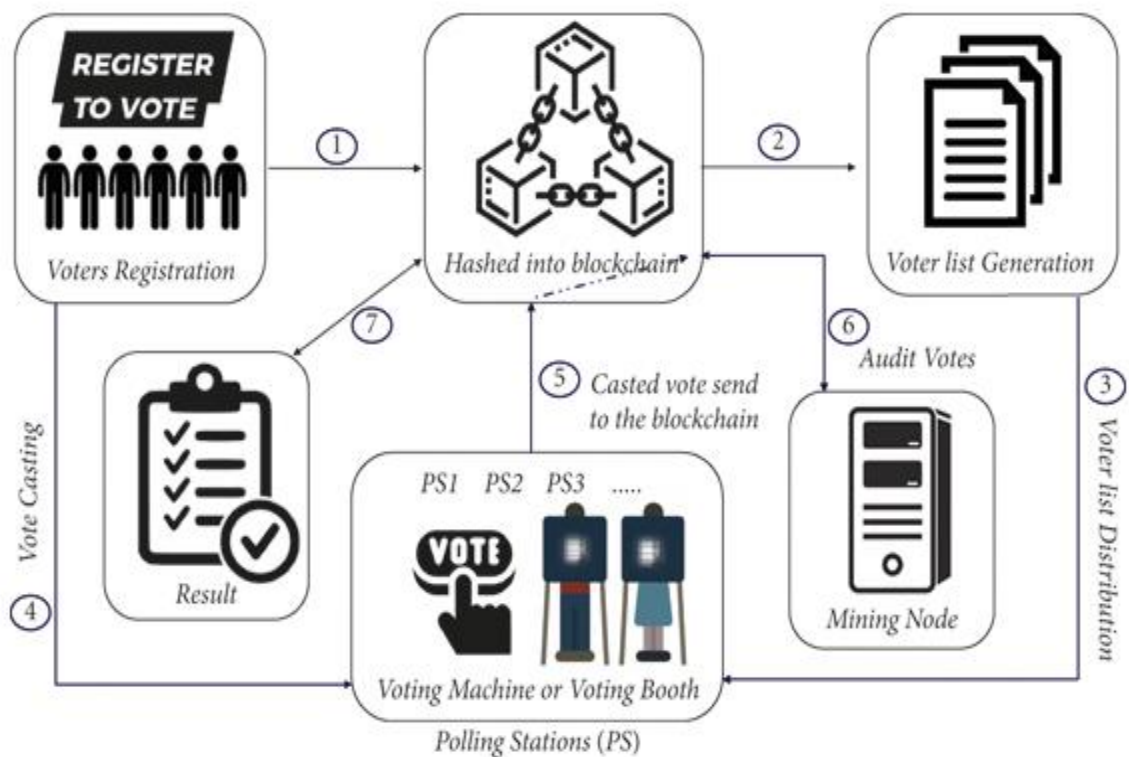 REGISTER
TO VOTE
Voters Registration
1
Hashed into blockchain
2
Voter list Generation
7
6
Audit Votes
5
Casted vote send
to the blockchain
3
Voter list Distribution
Vote Casting
4
Result
PS1 PS2 PS3 .....
VOTE
Voting Machine or Voting Booth
Mining Node
Polling Stations (PS)